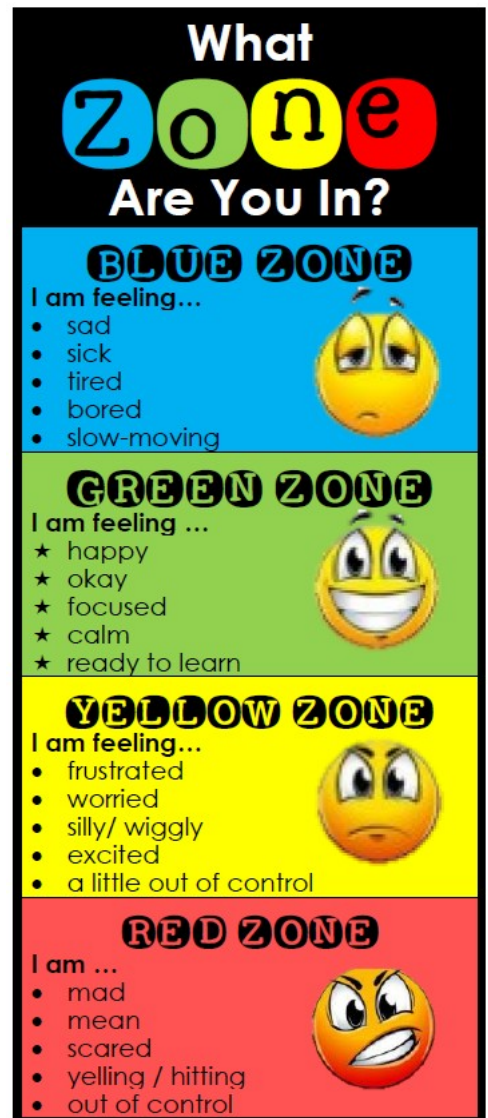 What
Zone
Are You In?
BLUE ZONE
I am feeling...
• sad
• sick
• tired
• bored
• slow-moving
GREEN ZONE
I am feeling ...
★ happy
★ okay
★ focused
★ calm
★ ready to learn
YELLOW ZONE
I am feeling...
• frustrated
• worried
• silly/ wiggly
• excited
• a little out of control
RED ZONE
I am ...
• mad
• mean
• scared
• yelling / hitting
• out of control